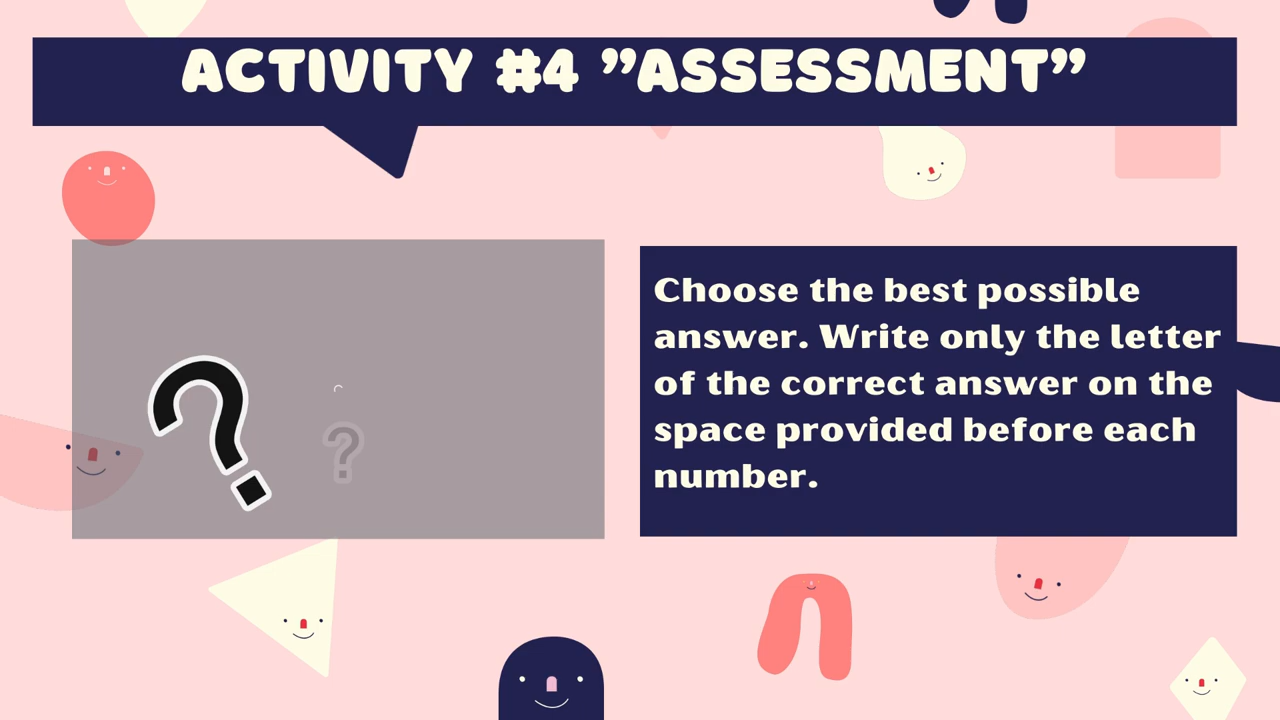 ACTIVITY #4 ”ASSESSMENT”
?
?
Choose the best possible
answer. Write only the letter
of the correct answer on the
space provided before each
number.